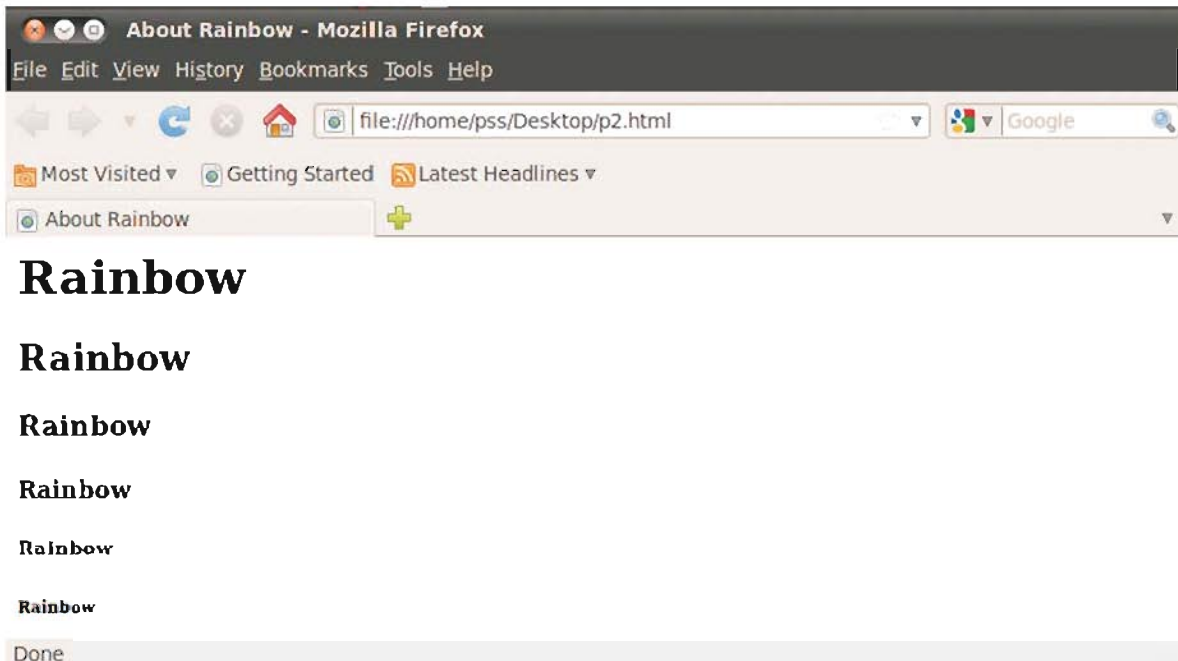 About Rainbow - Mozilla Firefox
File Edit View History Bookmarks Tools Help
file:///home/pss/Desktop/p2.html Google
Most Visited Getting Started Latest Headlines
About Rainbow
Rainbow
Rainbow
Rainbow
Rainbow
Rainbow
Rainbow
Done